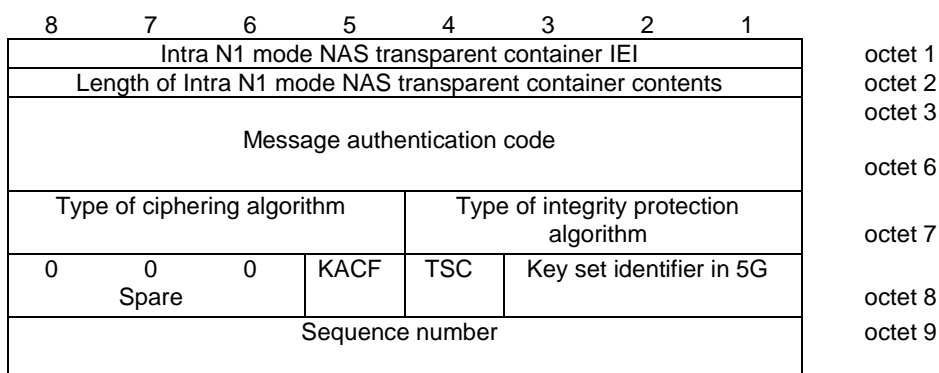 8 7 6 5 4 3 2 1
Intra N1 mode NAS transparent container IEI octet 1
Length of Intra N1 mode NAS transparent container contents octet 2
octet 3
Message authentication code
octet 6
Type of ciphering algorithm Type of integrity protection
algorithm octet 7
0 0 0 KACF TSC Key set identifier in 5G
Spare octet 8
Sequence number octet 9